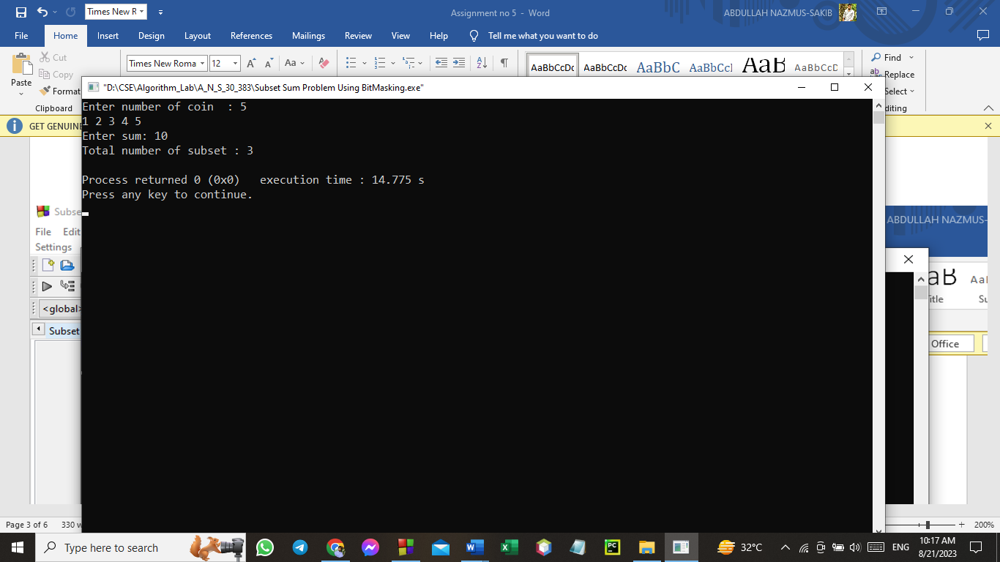 Times New R
Assignment no 5 - Word
ABDULLAH NAZMUS-SAKIB
File Home Insert Design Layout References Mailings Review View Help Tell me what you want to do
Paste
Cut
Copy
Format
Clipboard
Times New Roma 12
Aa
AaBbCcDc AaBbCcDc AaBbC AaBbCcI AaB AaBbCcD
Find
Replace
Select
diting
GET GENUINE
"D:\CSE\Algorithm_Lab\A_N_S_30_383\Subset Sum Problem Using BitMasking.exe"
Enter number of coin  : 5
1 2 3 4 5
Enter sum: 10
Total number of subset : 3
Process returned 0 (0x0)   execution time : 14.775 s
Press any key to continue.
Subse
File Edit
Settings
<global>
Subset
ABDULLAH NAZMUS-
aB Aal
itle Su
Office
Page 3 of 6 330 w
200%
Type here to search
PC
32°C
ENG
10:17 AM
8/21/2023